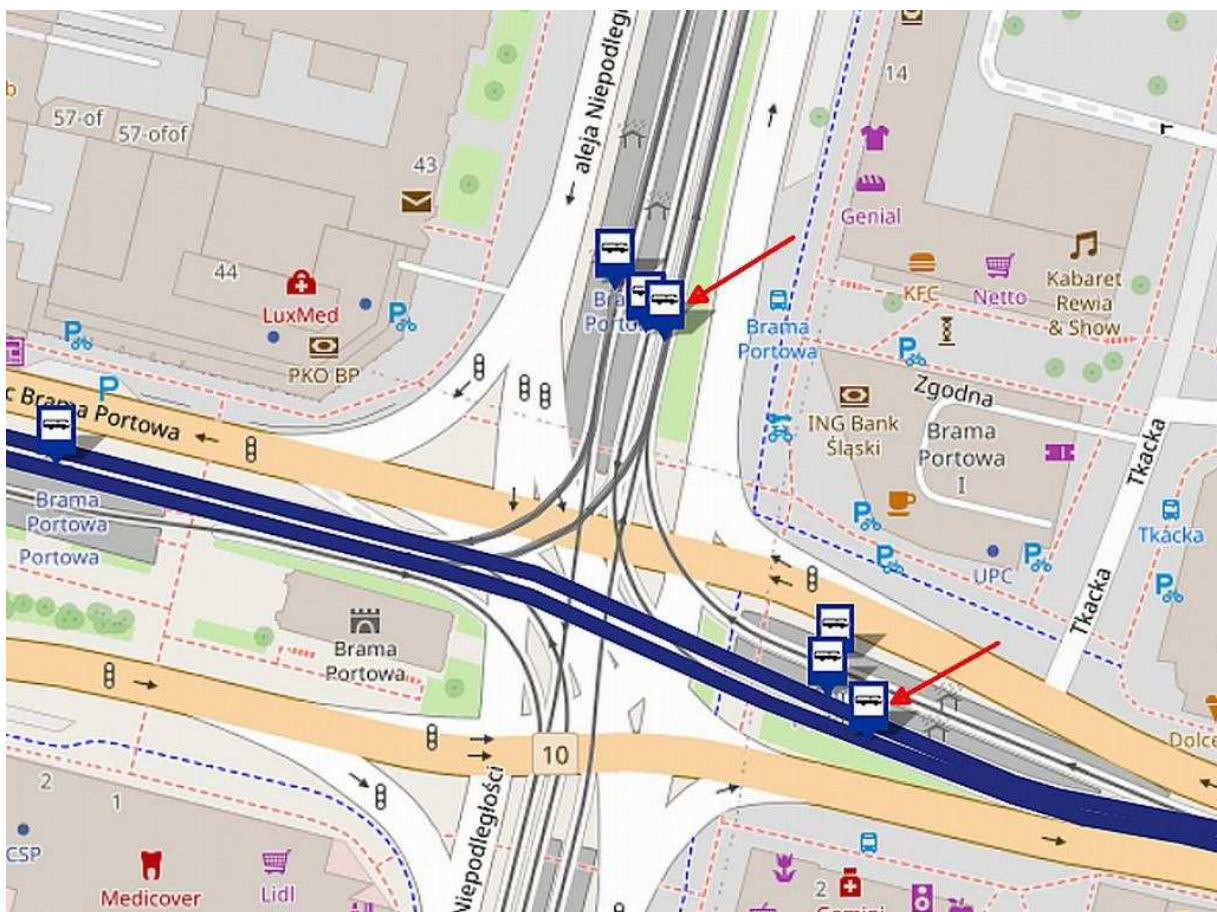 aleja Niepodległ
14
57-of
57-ofof
43
b
Genial
44
LuxMed
KFC
Netto
Kabaret
Rewia
& Show
Brama
Portowa
PKO BP
P
P
P
P
c Brama Portowa
Zgodna
ING Bank
Śląski
Brama
Portowa
I
Tkacka
Brama
Portowa
Portowa
P
P
P
UPC
Tkacka
P
Tkacka
Brama
Portowa
10
Dolce
2
1
CSP
Niepodległości
Medicover
Lidl
2
Gemini